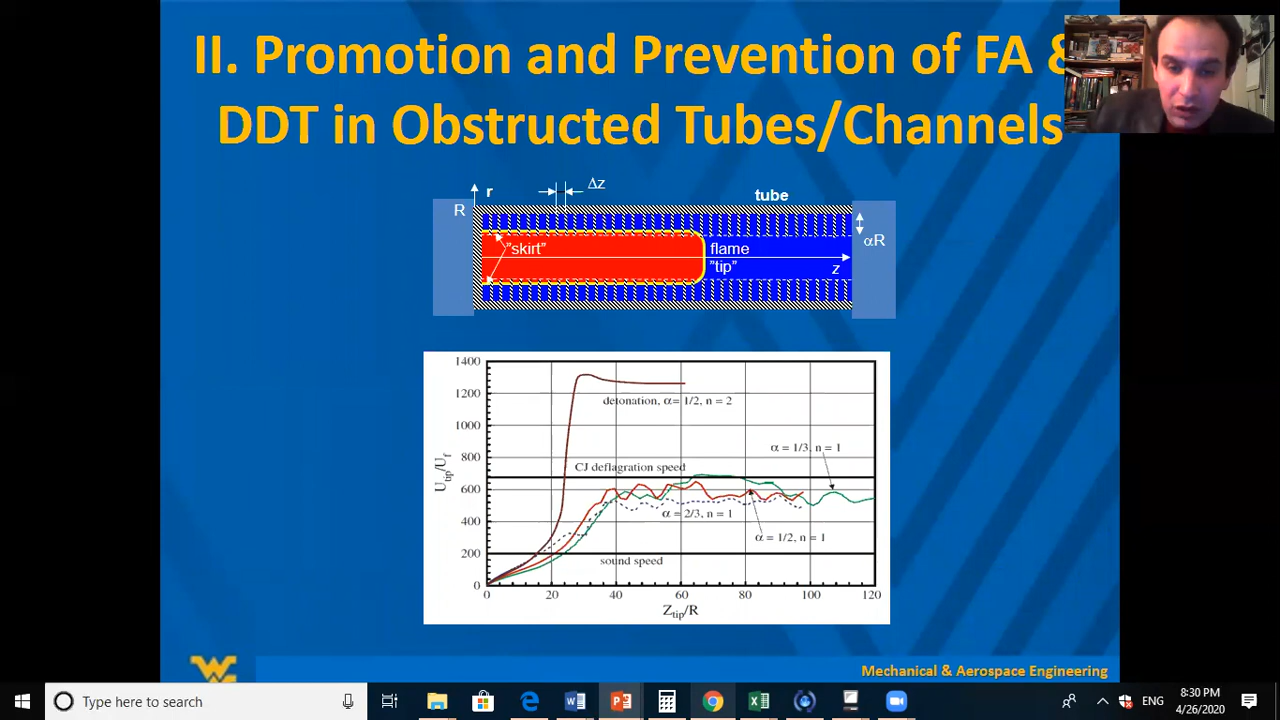 II. Promotion and Prevention of FA &
DDT in Obstructed Tubes/Channels
Δz
r
tube
R
"skirt"
flame
αR
"tip"
z
1400
1200
detonation, α= 1/2, n = 2
1000
α = 1/3, n = 1
800
CJ deflagration speed
Utip/Uf
600
α = 2/3, n = 1
400
α = 1/2, n = 1
200
sound speed
0
0 20 40 60 80 100 120
Ztip/R
Mechanical & Aerospace Engineering
Type here to search
ENG
8:30 PM
4/26/2020